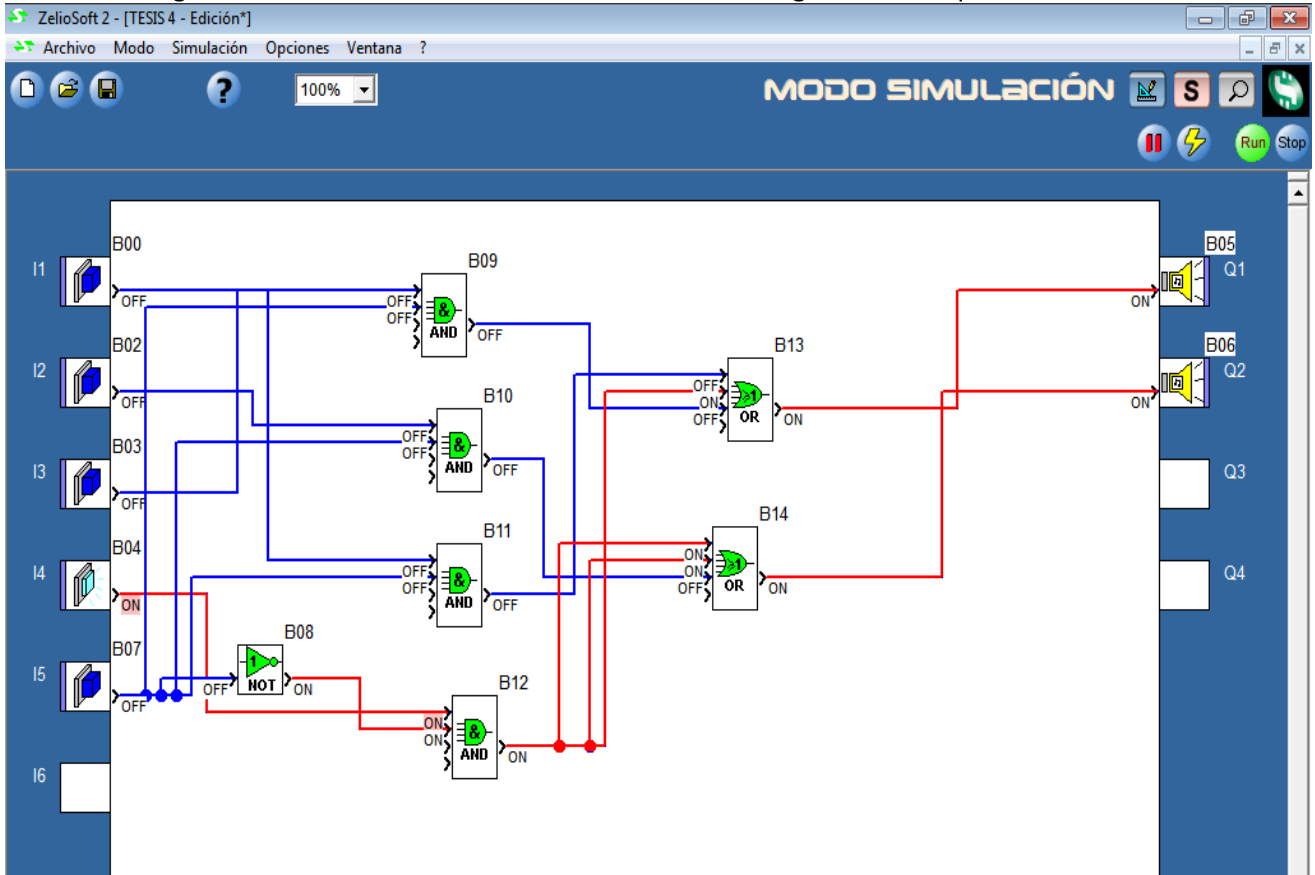 ZelioSoft 2 - [TESIS 4 - Edición*]
Archivo Modo Simulación Opciones Ventana ?
? 100% MODO SIMULACIÓN S
Run Stop
B00 B05
I1 Q1
OFF ON
B09
OFF
OFF
& AND OFF
B02 B06
I2 Q2
OFF ON
B13
OFF
ON
OFF
≥1 OR ON
B10
OFF
OFF
& AND OFF
B03
I3 Q3
OFF
B14
ON
ON
OFF
≥1 OR ON
B11
OFF
OFF
& AND OFF
B04
I4 Q4
ON
B07
I5
OFF
B08
OFF 1 NOT ON
B12
ON
ON
& AND ON
I6